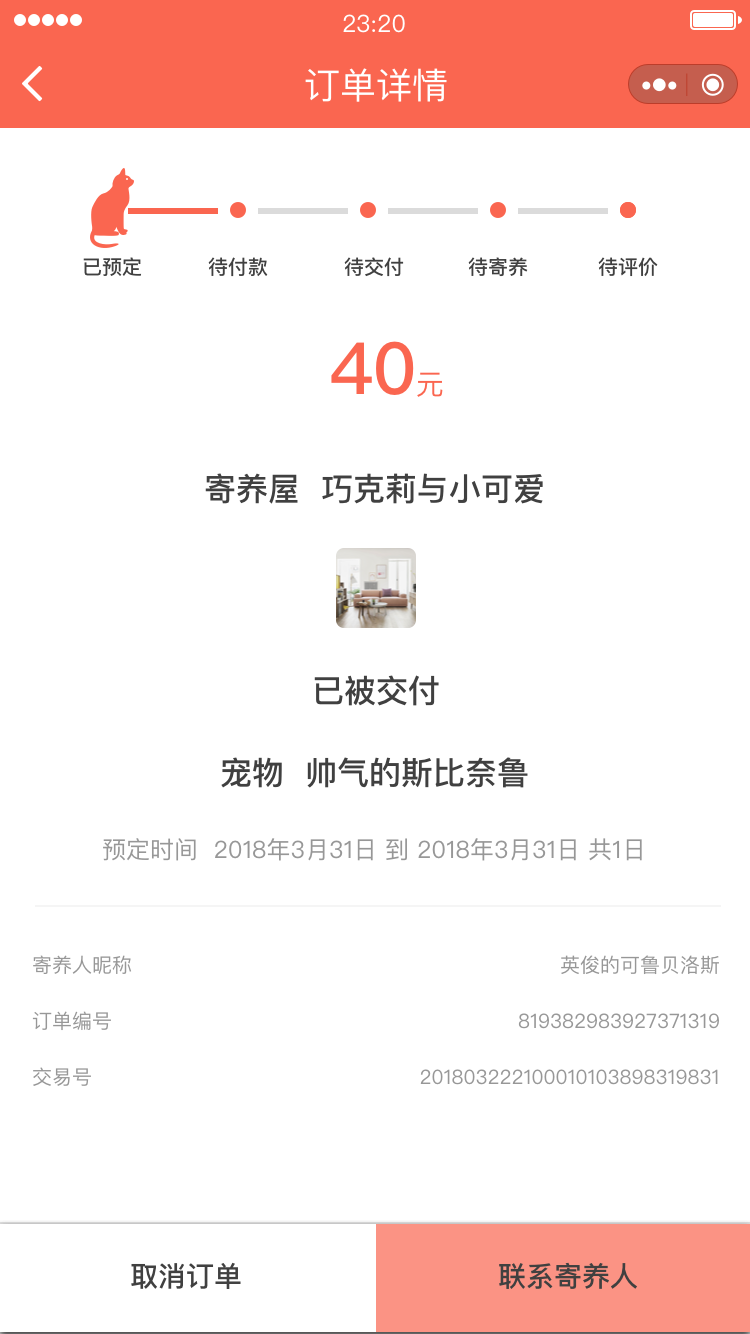 23:20
订单详情
已预定 待付款 待交付 待寄养 待评价
40元
寄养屋 巧克莉与小可爱
已被交付
宠物 帅气的斯比奈鲁
预定时间 2018年3月31日 到 2018年3月31日 共1日
寄养人昵称 英俊的可鲁贝洛斯
订单编号 819382983927371319
交易号 2018032221000101038983​19831
取消订单 联系寄养人